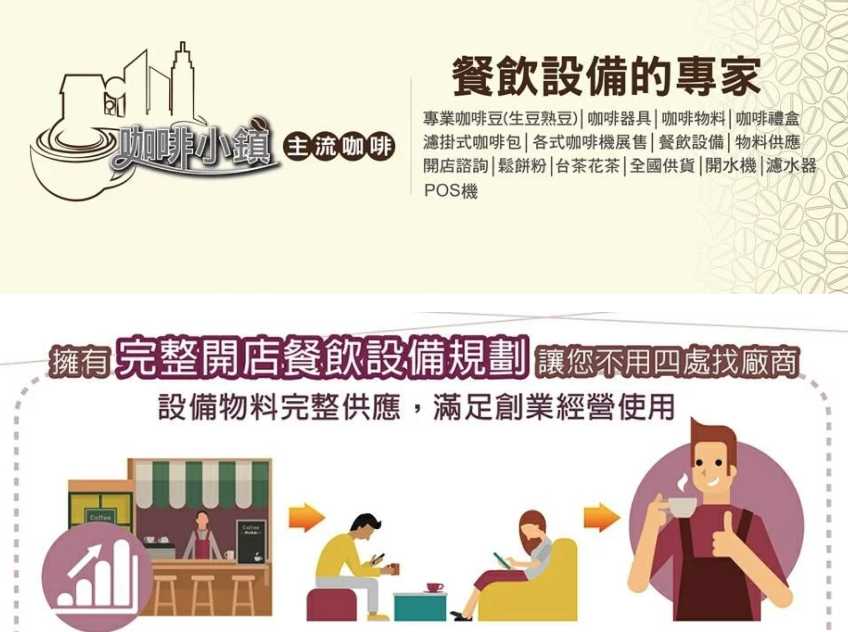 咖啡小鎮 主流咖啡
餐飲設備的專家
專業咖啡豆(生豆熟豆)│咖啡器具│咖啡物料│咖啡禮盒
濾掛式咖啡包│各式咖啡機展售│餐飲設備│物料供應
開店諮詢│鬆餅粉│台茶花茶│全國供貨│開水機│濾水器
POS機
擁有 完整開店餐飲設備規劃 讓您不用四處找廠商
設備物料完整供應，滿足創業經營使用
Coffee
Coffee